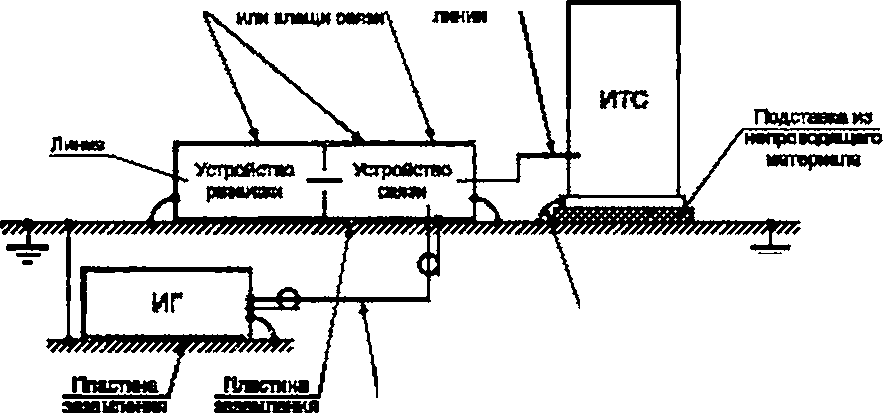 или клещи связи
линии
ИТС
Подставка из
непроводящего
материала
Линия
Устройство
развязки
Устройство
связи
ИГ
Пластина
заземления
Пластина
заземления